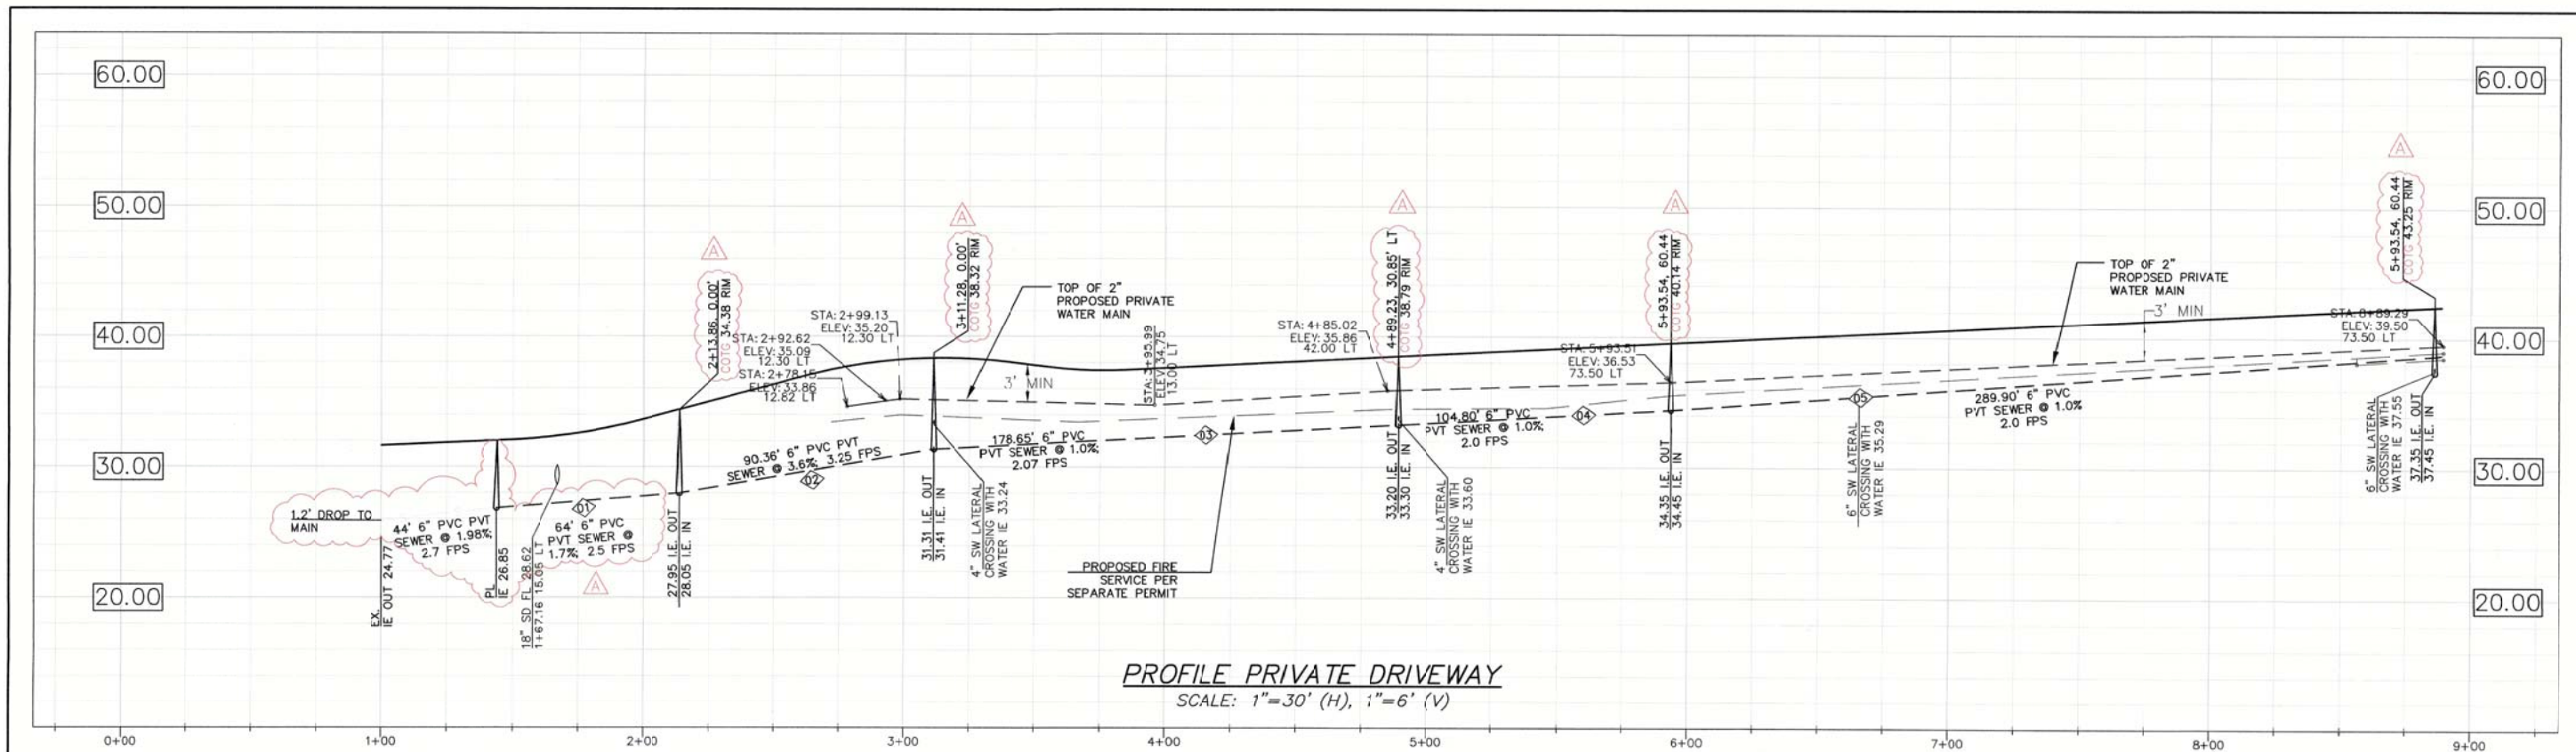 60.00
50.00
40.00
30.00
20.00
60.00
50.00
40.00
30.00
20.00
1.2' DROP TO
MAIN
EX.
IE OUT 24.77
44' 6" PVC PVT
SEWER @ 1.98%;
2.7 FPS
PL
IE 26.85
01
64' 6" PVC
PVT SEWER @
1.7%; 2.5 FPS
18" SD FL 28.62
1+67.16 15.05 LT
A
A
2+13.86, 0.00'
COTG 34.38 RIM
27.95 I.E. OUT
28.05 I.E. IN
90.36' 6" PVC PVT
SEWER @ 3.6%; 3.25 FPS
02
STA: 2+99.13
ELEV: 35.20
12.30 LT
STA: 2+92.62
ELEV: 35.09
12.30 LT
STA: 2+78.15
ELEV: 33.86
12.82 LT
A
3+11.28, 0.00'
COTG 38.32 RIM
31.31 I.E. OUT
31.41 I.E. IN
4" SW LATERAL
CROSSING WITH
WATER IE 33.24
TOP OF 2"
PROPOSED PRIVATE
WATER MAIN
3' MIN
178.65' 6" PVC
PVT SEWER @ 1.0%;
2.07 FPS
03
STA: 3+95.99
ELEV: 34.75
13.00 LT
PROPOSED FIRE
SERVICE PER
SEPARATE PERMIT
STA: 4+85.02
ELEV: 35.86
42.00 LT
A
4+89.23, 30.85' LT
COTG 38.79 RIM
33.20 I.E. OUT
33.30 I.E. IN
4" SW LATERAL
CROSSING WITH
WATER IE 33.60
104.80' 6" PVC
PVT SEWER @ 1.0%
2.0 FPS
04
STA: 5+93.51
ELEV: 36.53
73.50 LT
A
5+93.54, 60.44
COTG 40.14 RIM
34.35 I.E. OUT
34.45 I.E. IN
05
6" SW LATERAL
CROSSING WITH
WATER IE 35.29
289.90' 6" PVC
PVT SEWER @ 1.0%
2.0 FPS
TOP OF 2"
PROPOSED PRIVATE
WATER MAIN
3' MIN
A
5+93.54, 60.44
COTG 43.25 RIM
STA: 8+89.29
ELEV: 39.50
73.50 LT
6" SW LATERAL
CROSSING WITH
WATER IE 37.55
37.35 I.E. OUT
37.45 I.E. IN
PROFILE PRIVATE DRIVEWAY
SCALE: 1"=30' (H), 1"=6' (V)
0+00
1+00
2+00
3+00
4+00
5+00
6+00
7+00
8+00
9+00